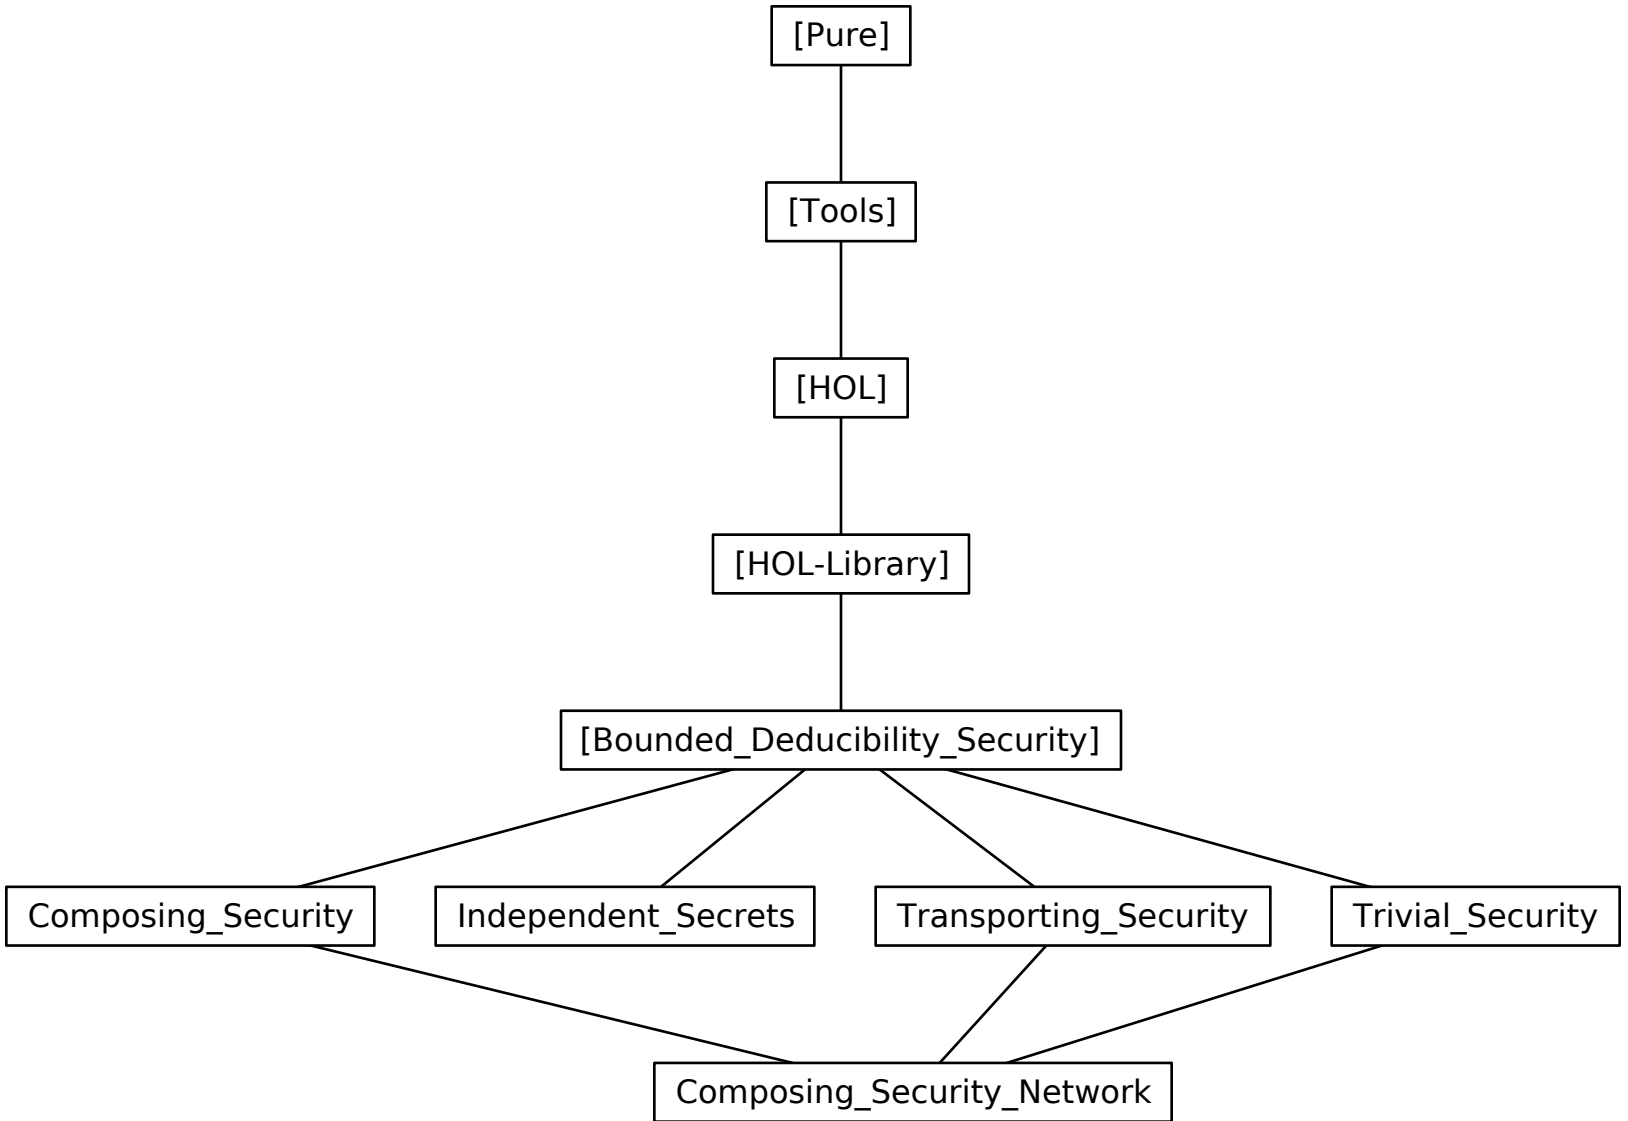 [Pure]
[Tools]
[HOL]
[HOL-Library]
[Bounded_Deducibility_Security]
Composing_Security
Independent_Secrets
Transporting_Security
Trivial_Security
Composing_Security_Network